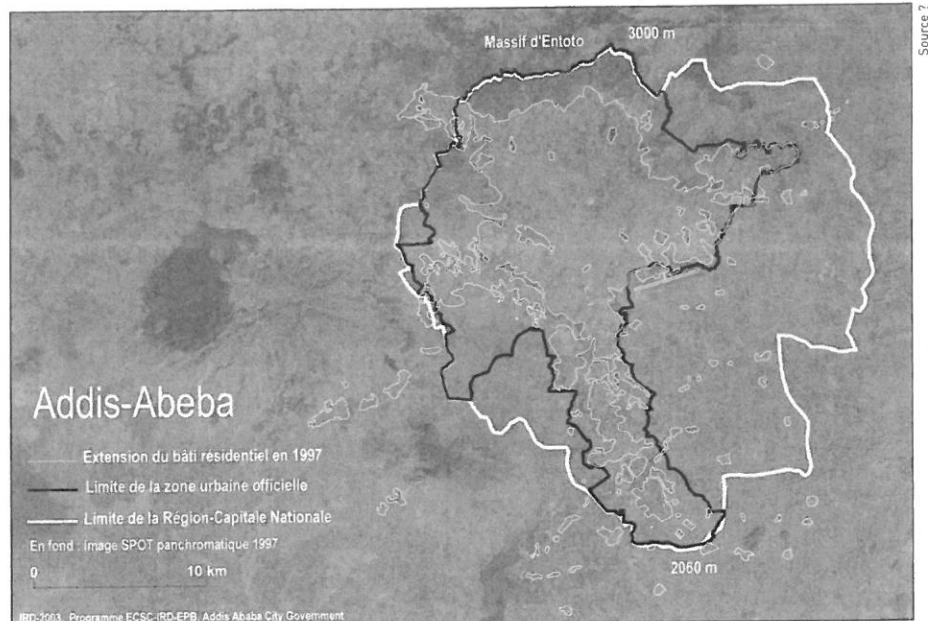 Source ?
Massif d'Entoto
3000 m
Addis-Abeba
Extension du bâti résidentiel en 1997
Limite de la zone urbaine officielle
Limite de la Région-Capitale Nationale
En fond : image SPOT panchromatique 1997
0 10 km
2060 m
IRD-2003 Programme ECSC-IRD-EPB, Addis Ababa City Government